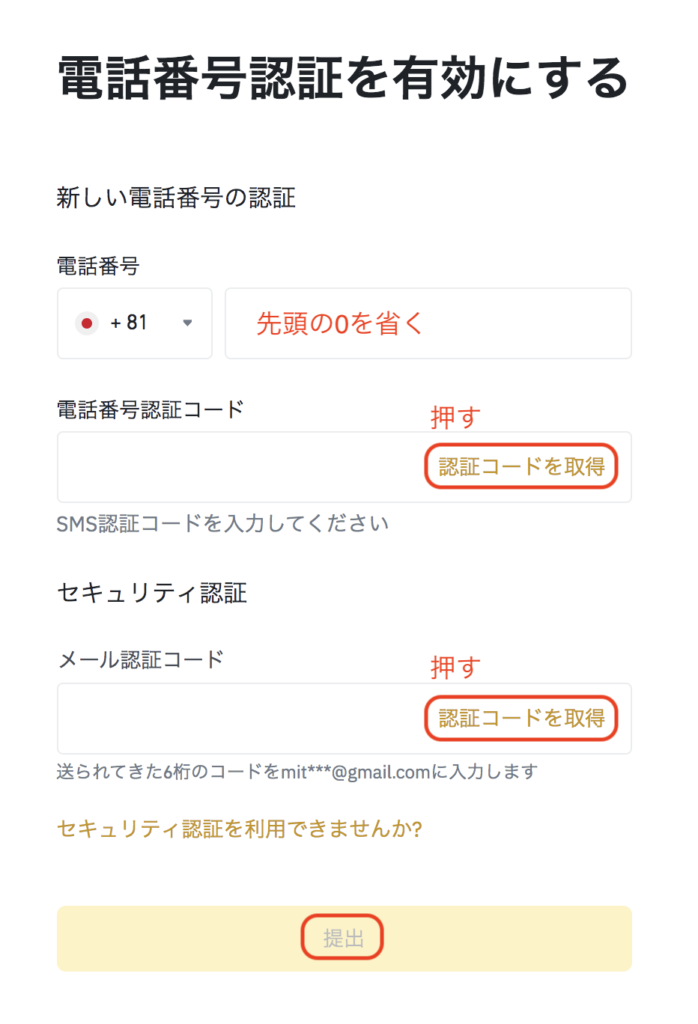 電話番号認証を有効にする
新しい電話番号の認証
電話番号
+ 81
先頭の0を省く
電話番号認証コード
押す
認証コードを取得
SMS認証コードを入力してください
セキュリティ認証
メール認証コード
押す
認証コードを取得
送られてきた6桁のコードをmit***@gmail.comに入力します
セキュリティ認証を利用できませんか?
提出